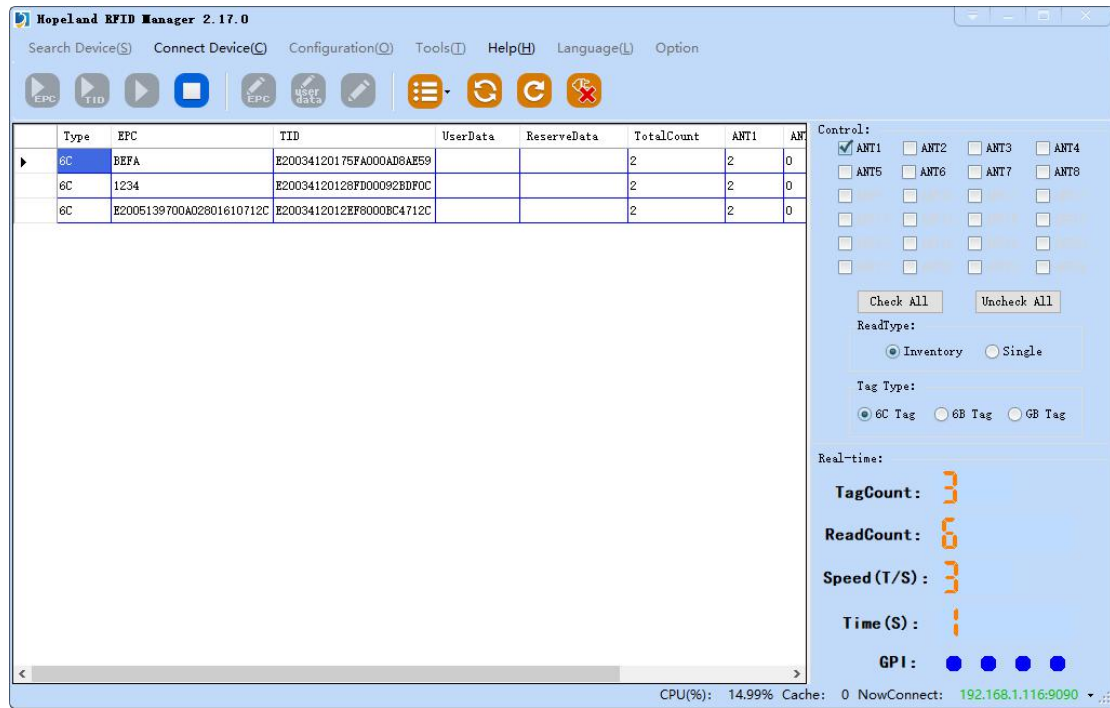 Hopeland RFID Manager 2.17.0
Search Device(S) Connect Device(C) Configuration(O) Tools(T) Help(H) Language(L) Option
EPC TID EPC user data
Type EPC TID UserData ReserveData TotalCount ANT1 ANT
6C BEFA E20034120175FA000AD8AE59 2 2 0
6C 1234 E20034120128FD00092BDF0C 2 2 0
6C E2005139700A02801610712C E2003412012EF8000BC4712C 2 2 0
Control:
ANT1 ANT2 ANT3 ANT4
ANT5 ANT6 ANT7 ANT8
Check All Uncheck All
ReadType:
Inventory Single
Tag Type:
6C Tag 6B Tag GB Tag
Real-time:
TagCount: 3
ReadCount: 6
Speed(T/S): 3
Time(S): 1
GPI:
CPU(%): 14.99% Cache: 0 NowConnect: 192.168.1.116:9090